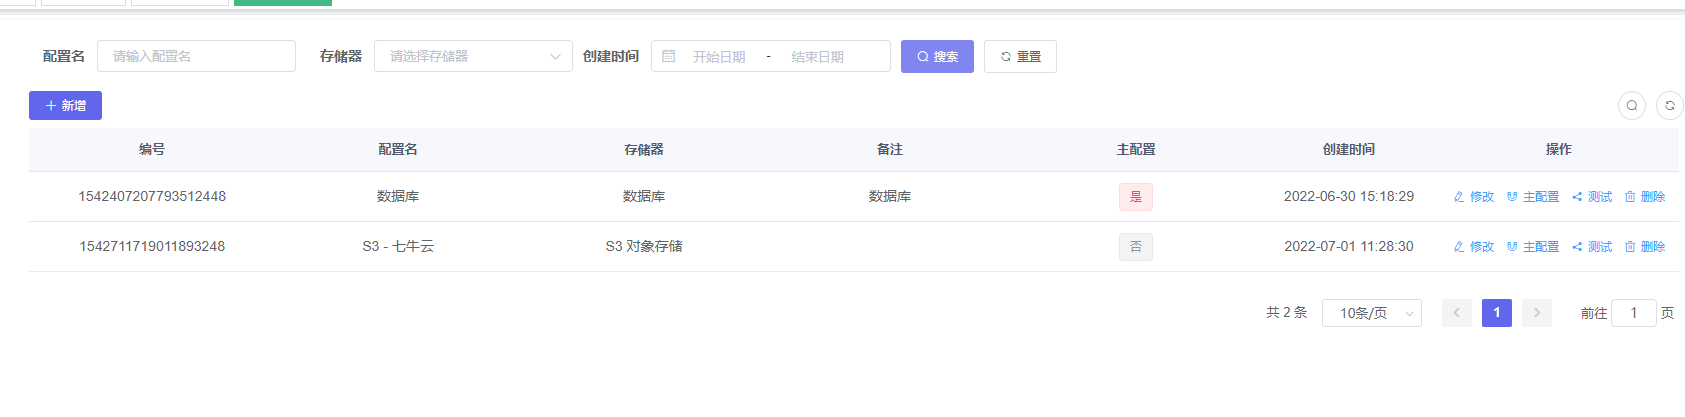 配置名 请输入配置名 存储器 请选择存储器 创建时间 开始日期 - 结束日期 搜索 重置
新增
编号 配置名 存储器 备注 主配置 创建时间 操作
1542407207793512448 数据库 数据库 数据库 是 2022-06-30 15:18:29 修改 主配置 测试 删除
1542711719011893248 S3 - 七牛云 S3 对象存储 否 2022-07-01 11:28:30 修改 主配置 测试 删除
共 2 条 10条/页 1 前往 1 页